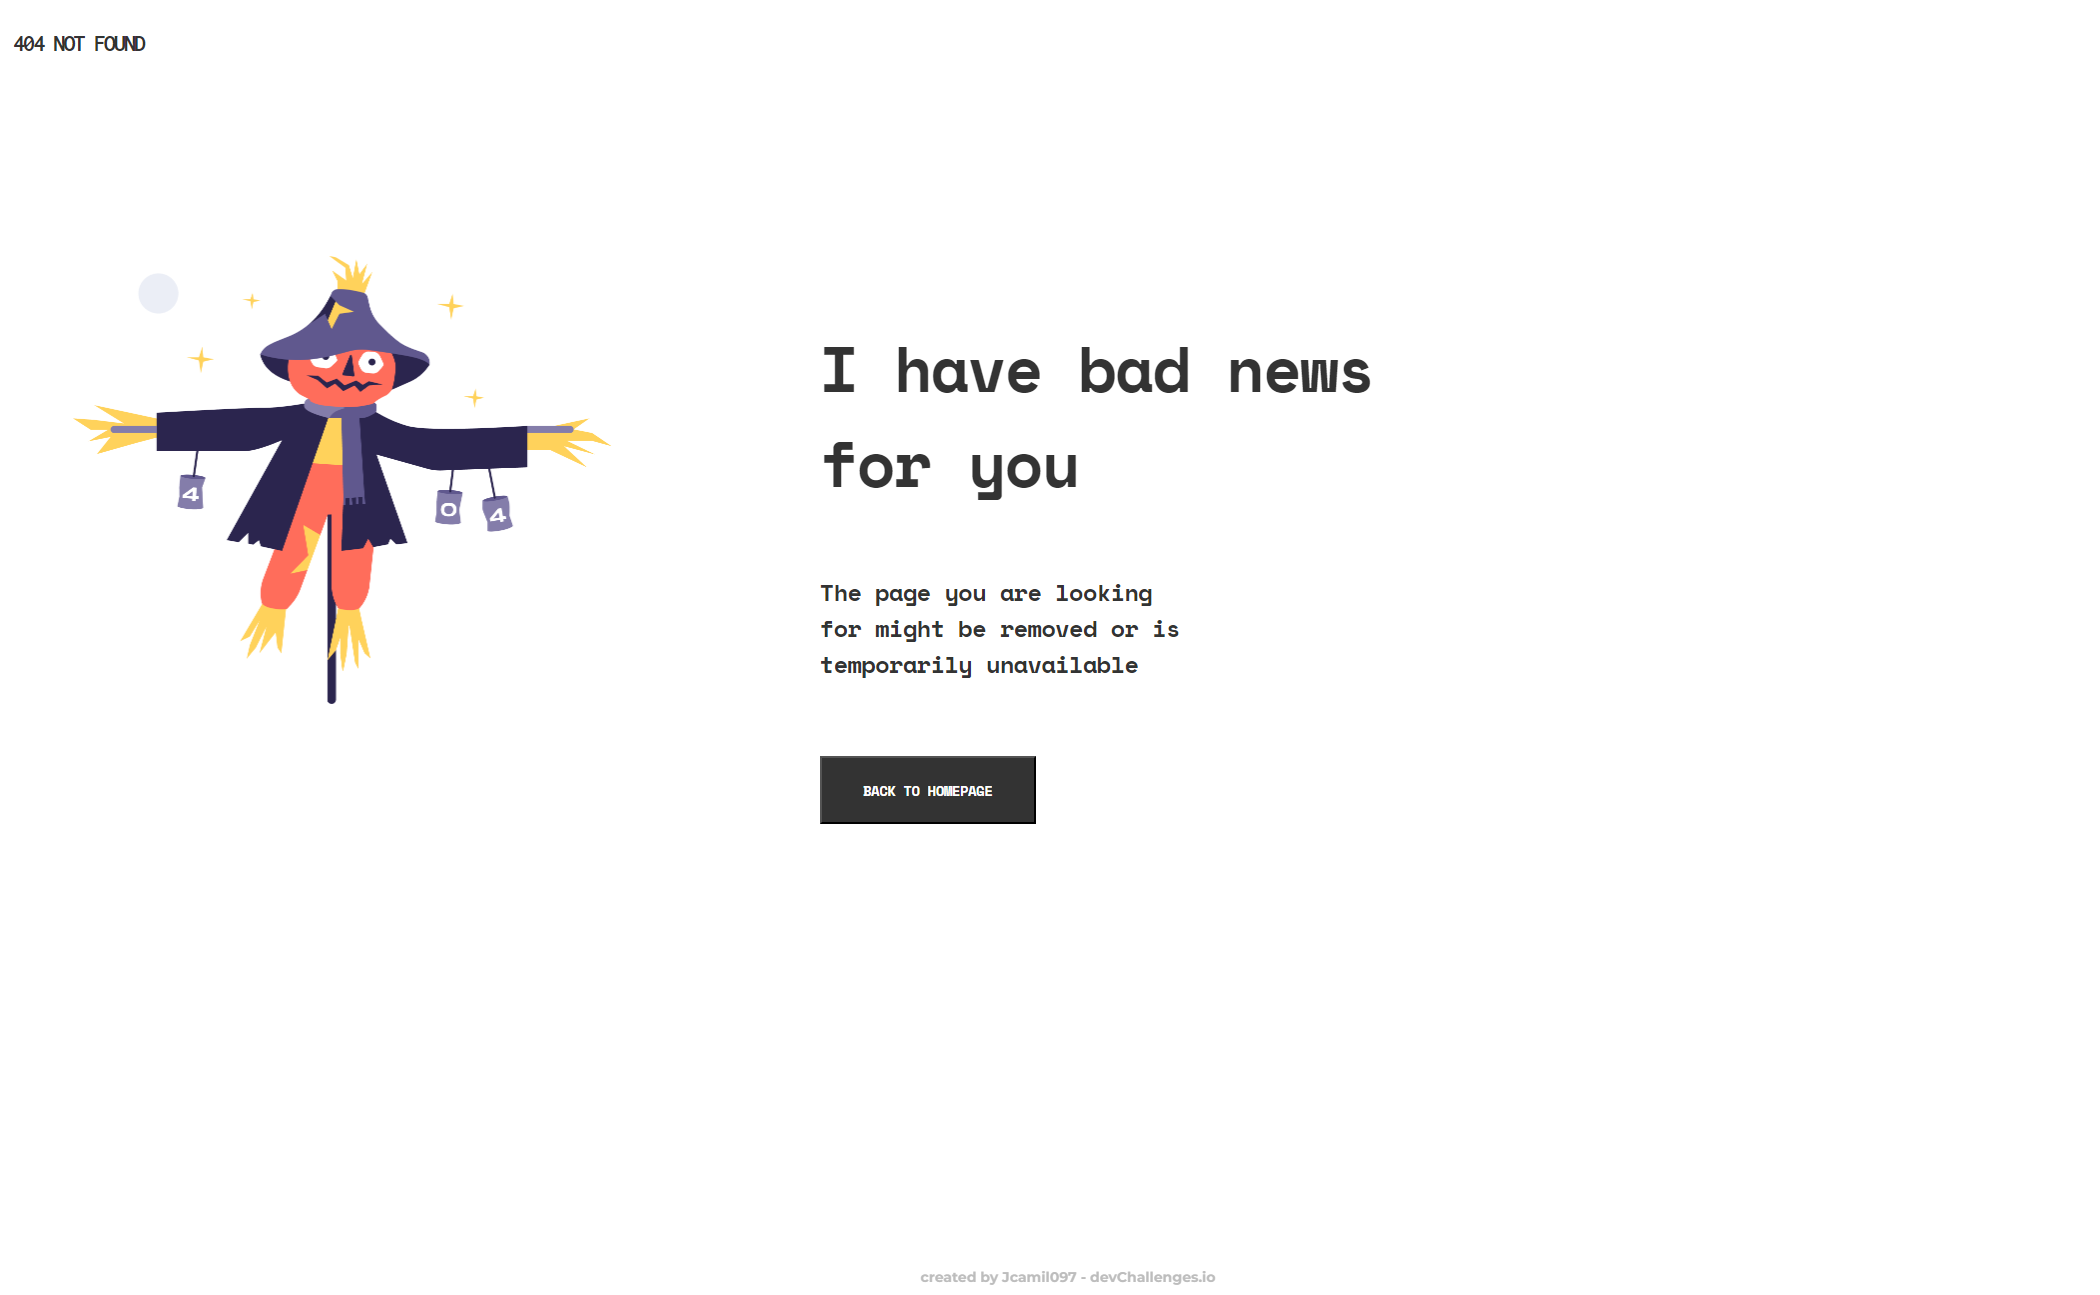 404 NOT FOUND
4
0
4
I have bad news
for you
The page you are looking
for might be removed or is
temporarily unavailable
BACK TO HOMEPAGE
created by Jcamil097 - devChallenges.io